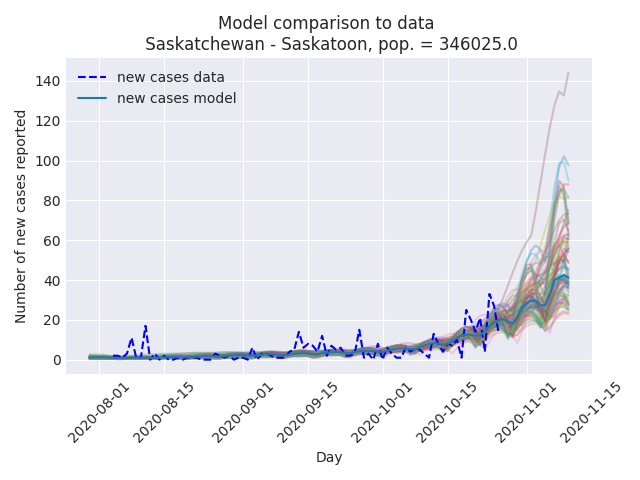 Model comparison to data
Saskatchewan - Saskatoon, pop. = 346025.0
new cases data
new cases model
Number of new cases reported
140
120
100
80
60
40
20
0
2020-08-01
2020-08-15
2020-09-01
2020-09-15
2020-10-01
2020-10-15
2020-11-01
2020-11-15
Day